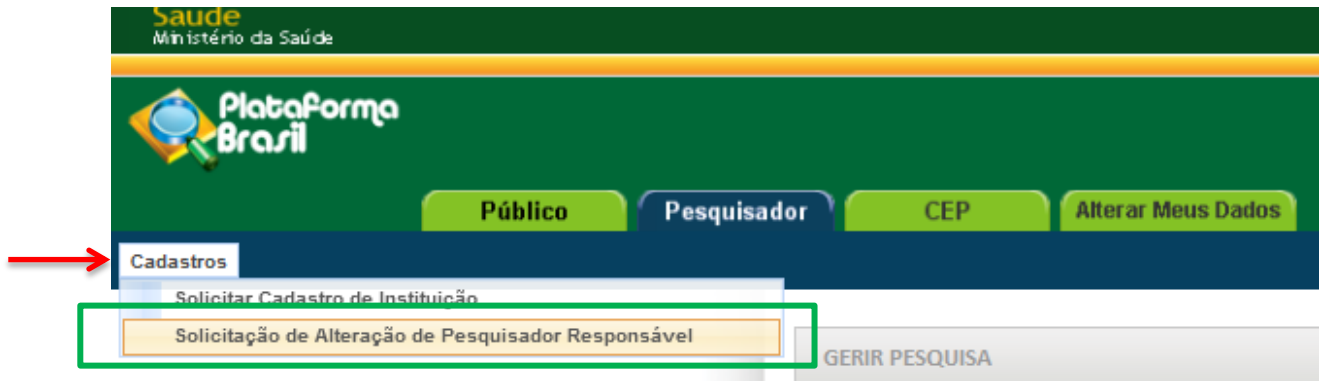 Saúde
Ministério da Saúde
Plataforma
Brasil
Público
Pesquisador
CEP
Alterar Meus Dados
Cadastros
Solicitar Cadastro de Instituição
Solicitação de Alteração de Pesquisador Responsável
GERIR PESQUISA